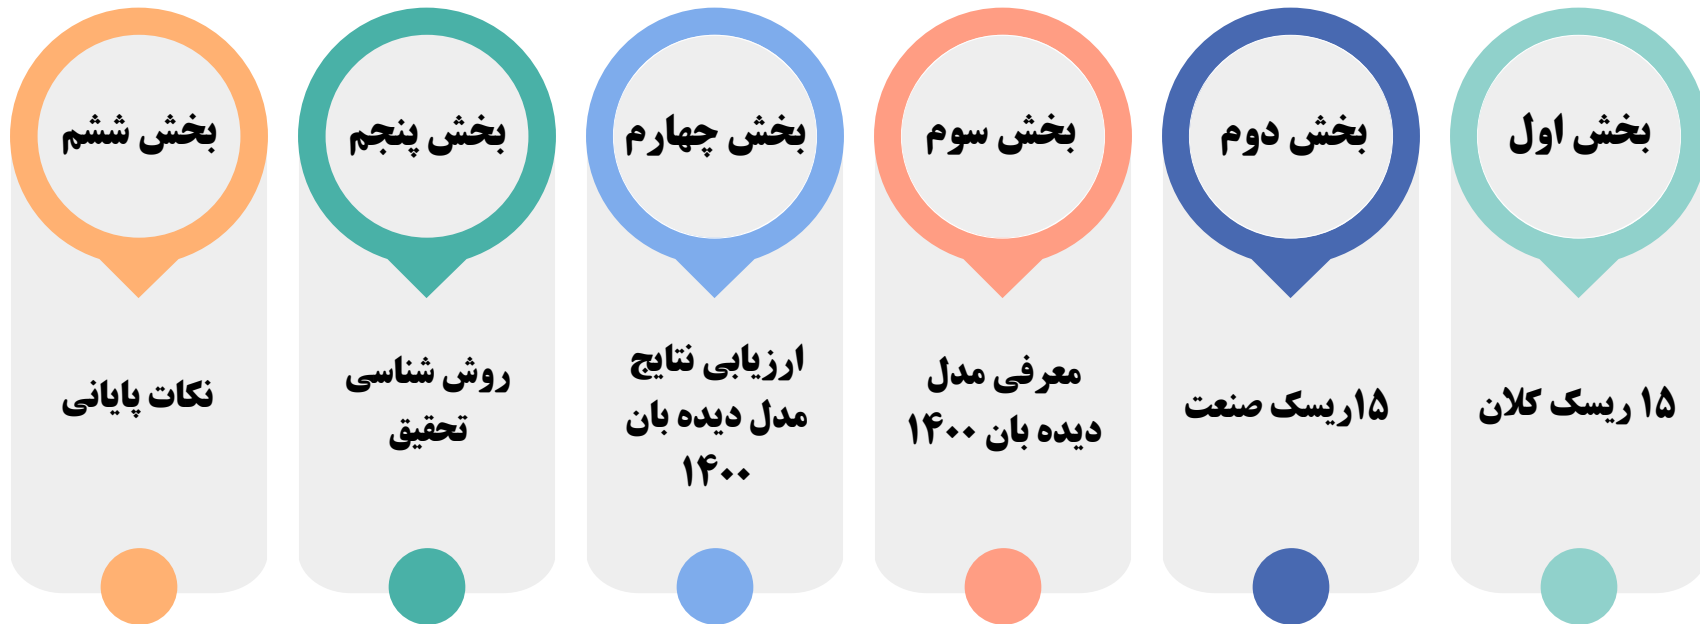 بخش اول
۱۵ ریسک کلان
بخش دوم
۱۵ریسک صنعت
بخش سوم
معرفی مدل
دیده بان ۱۴۰۰
بخش چهارم
ارزیابی نتایج
مدل دیده بان
۱۴۰۰
بخش پنجم
روش شناسی
تحقیق
بخش ششم
نکات پایانی